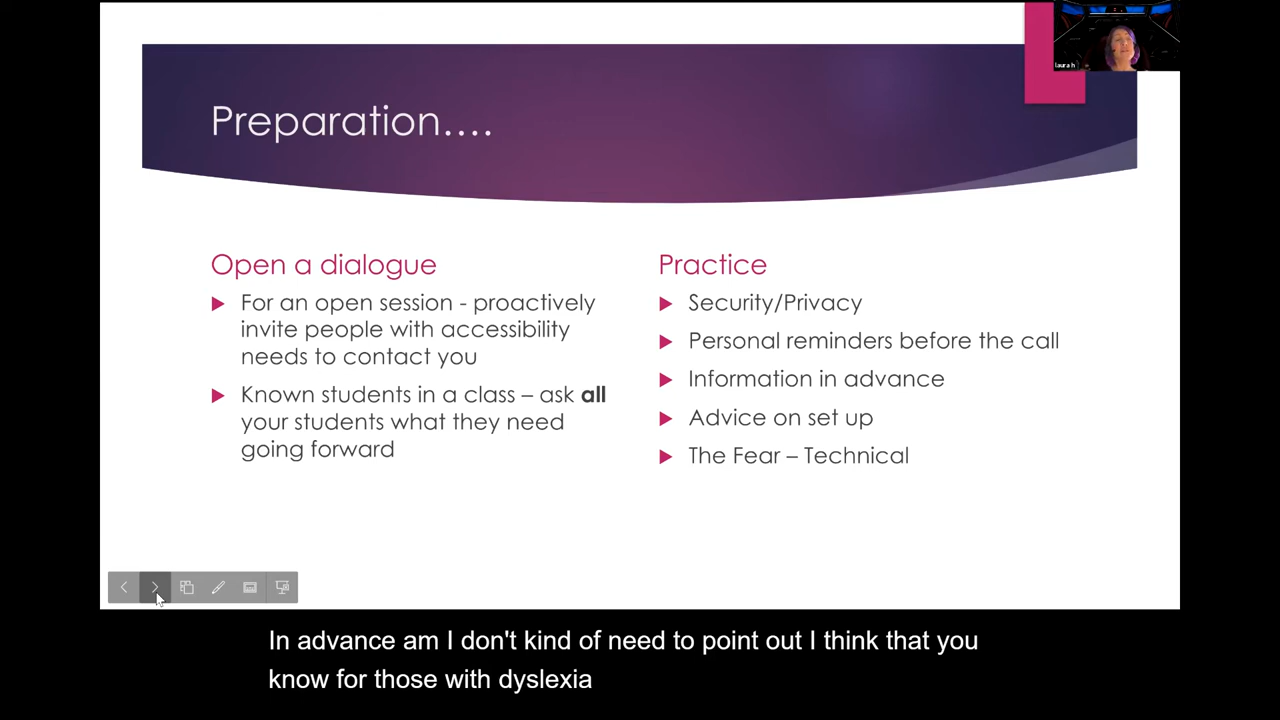 laura h
Preparation….
Open a dialogue
For an open session - proactively
invite people with accessibility
needs to contact you
Known students in a class – ask all
your students what they need
going forward
Practice
Security/Privacy
Personal reminders before the call
Information in advance
Advice on set up
The Fear – Technical
In advance am I don't kind of need to point out I think that you
know for those with dyslexia